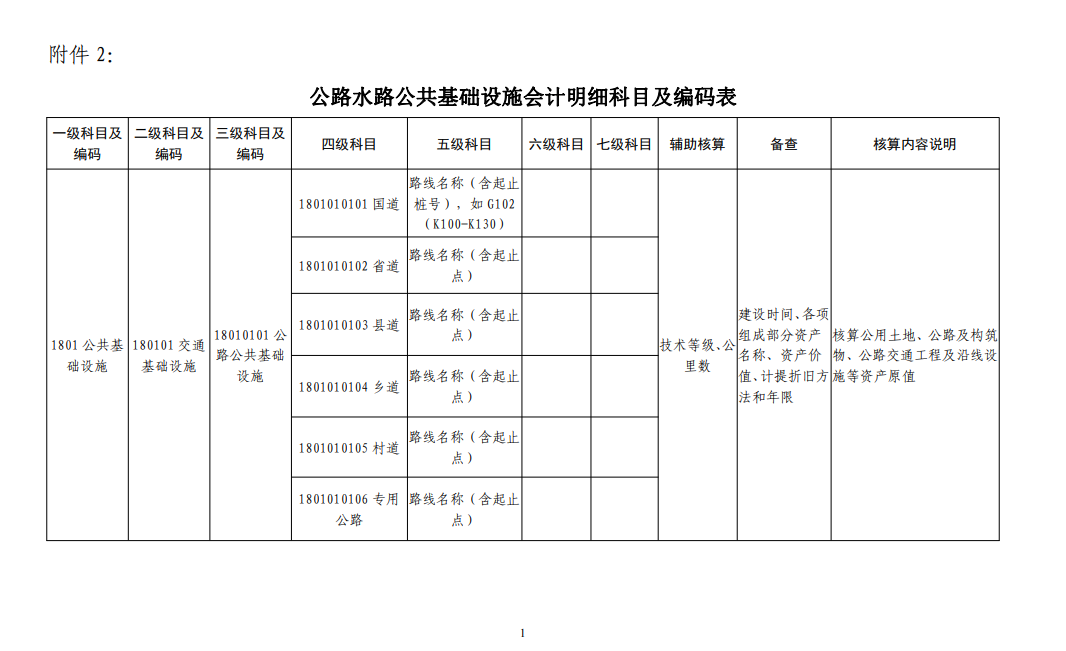 附件 2：
公路水路公共基础设施会计明细科目及编码表
一级科目及
编码
二级科目及
编码
三级科目及
编码
四级科目
五级科目
六级科目
七级科目
辅助核算
备查
核算内容说明
1801 公共基
础设施
180101 交通
基础设施
18010101 公
路公共基础
设施
1801010101 国道
路线名称（含起止
桩号），如 G102
（K100-K130）
1801010102 省道
路线名称（含起止
点）
1801010103 县道
路线名称（含起止
点）
1801010104 乡道
路线名称（含起止
点）
1801010105 村道
路线名称（含起止
点）
1801010106 专用
公路
路线名称（含起止
点）
技术等级、公
里数
建设时间、各项
组成部分资产
名称、资产价
值、计提折旧方
法和年限
核算公用土地、公路及构筑
物、公路交通工程及沿线设
施等资产原值
1